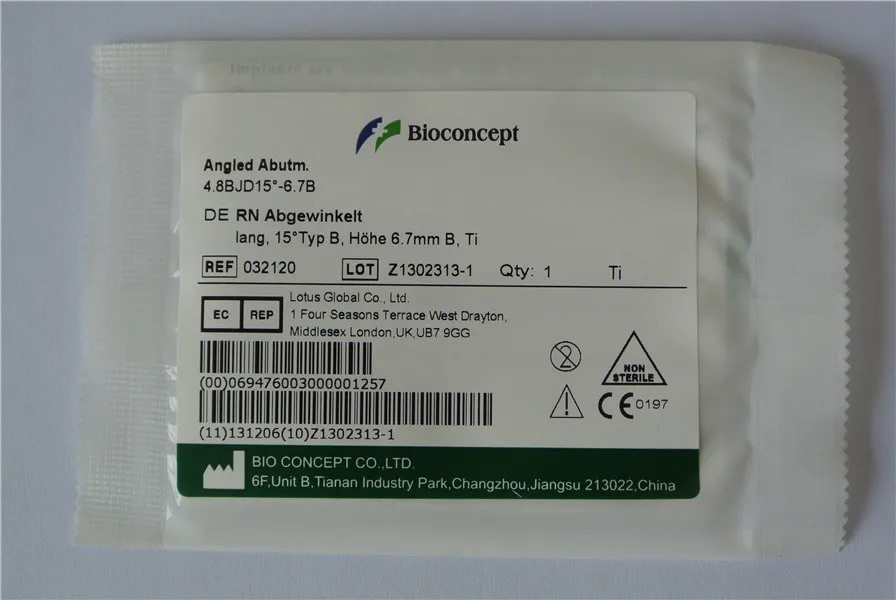 Implants are
Bioconcept
Angled Abutm.
4.8BJD15°-6.7B
DE RN Abgewinkelt
lang, 15°Typ B, Höhe 6.7mm B, Ti
REF 032120 LOT Z1302313-1 Qty: 1 Ti
EC REP
Lotus Global Co., Ltd.
1 Four Seasons Terrace West Drayton,
Middlesex London,UK,UB7 9GG
(00)069476003000001257
(11)131206(10)Z1302313-1
2
NON
STERILE
CE 0197
BIO CONCEPT CO.,LTD.
6F,Unit B,Tianan Industry Park,Changzhou,Jiangsu 213022,China